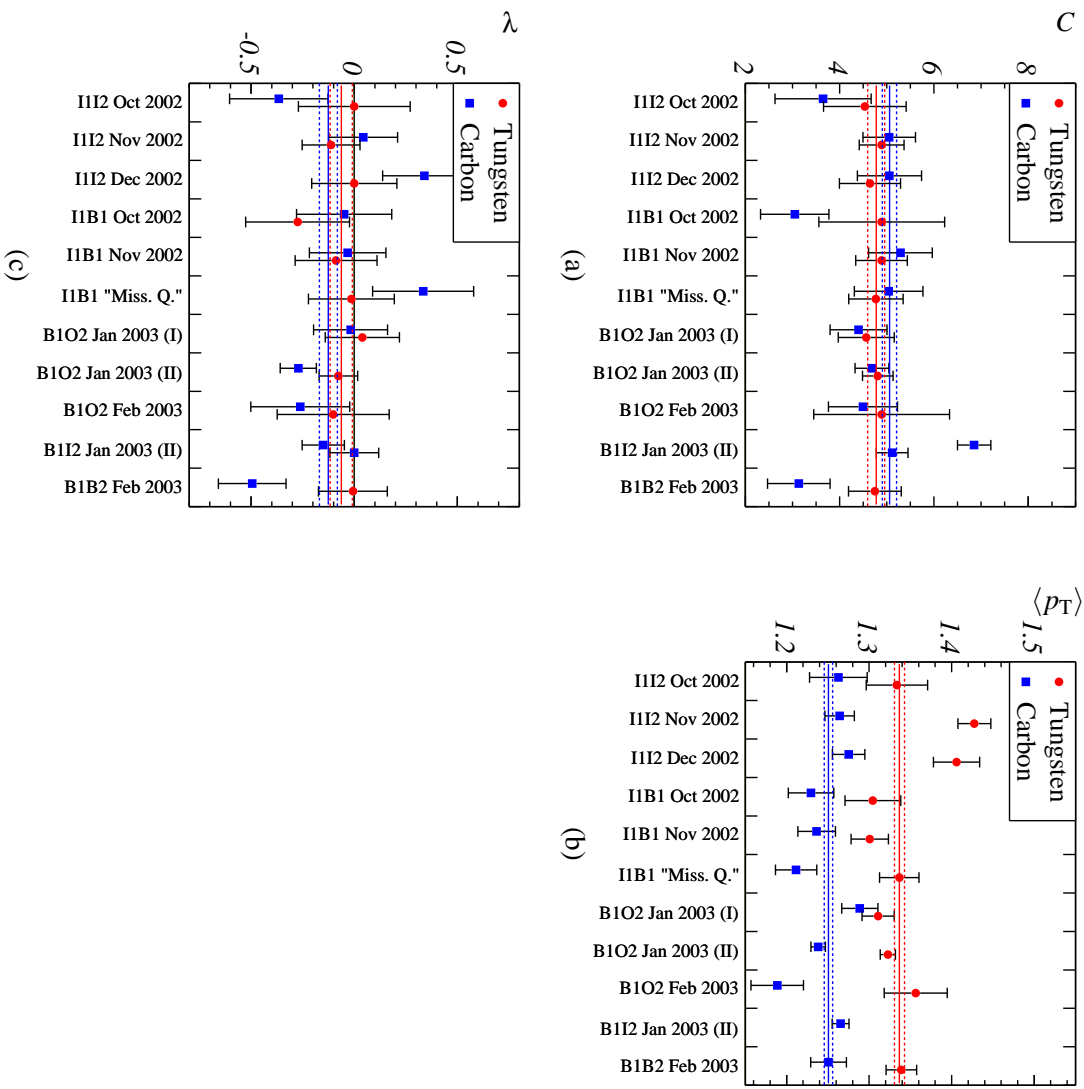 C
2
4
6
8
Tungsten
Carbon
I1I2 Oct 2002
I1I2 Nov 2002
I1I2 Dec 2002
I1B1 Oct 2002
I1B1 Nov 2002
I1B1 "Miss. Q."
B1O2 Jan 2003 (I)
B1O2 Jan 2003 (II)
B1O2 Feb 2003
B1I2 Jan 2003 (II)
B1B2 Feb 2003
(a)
⟨pT⟩
1.2
1.3
1.4
1.5
Tungsten
Carbon
I1I2 Oct 2002
I1I2 Nov 2002
I1I2 Dec 2002
I1B1 Oct 2002
I1B1 Nov 2002
I1B1 "Miss. Q."
B1O2 Jan 2003 (I)
B1O2 Jan 2003 (II)
B1O2 Feb 2003
B1I2 Jan 2003 (II)
B1B2 Feb 2003
(b)
λ
-0.5
0
0.5
Tungsten
Carbon
I1I2 Oct 2002
I1I2 Nov 2002
I1I2 Dec 2002
I1B1 Oct 2002
I1B1 Nov 2002
I1B1 "Miss. Q."
B1O2 Jan 2003 (I)
B1O2 Jan 2003 (II)
B1O2 Feb 2003
B1I2 Jan 2003 (II)
B1B2 Feb 2003
(c)